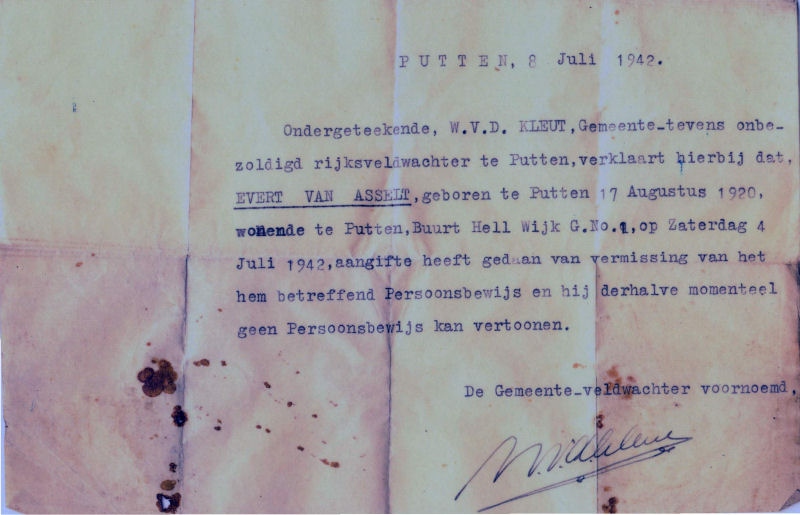 PUTTEN, 8 Juli 1942.
Ondergeteekende, W.V.D. KLEUT, Gemeente-tevens onbe-
zoldigd rijksveldwachter te Putten, verklaart hierbij dat,
EVERT VAN ASSELT, geboren te Putten 17 Augustus 1920,
wonende te Putten, Buurt Hell Wijk G.No.1, op Zaterdag 4
Juli 1942, aangifte heeft gedaan van vermissing van het
hem betreffend Persoonsbewijs en hij derhalve momenteel
geen Persoonsbewijs kan vertoonen.
De Gemeente-veldwachter voornoemd,